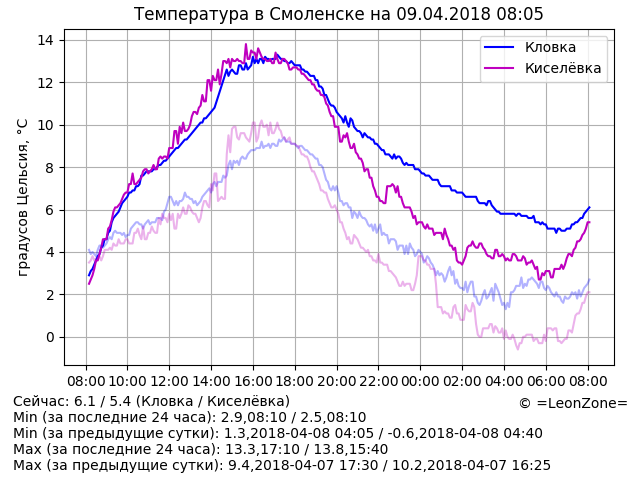 Температура в Смоленске на 09.04.2018 08:05
Кловка
Киселёвка
градусов Цельсия, °C
14
12
10
8
6
4
2
0
08:00 10:00 12:00 14:00 16:00 18:00 20:00 22:00 00:00 02:00 04:00 06:00 08:00
Сейчас: 6.1 / 5.4 (Кловка / Киселёвка)
© =LeonZone=
Min (за последние 24 часа): 2.9,08:10 / 2.5,08:10
Min (за предыдущие сутки): 1.3,2018-04-08 04:05 / -0.6,2018-04-08 04:40
Max (за последние 24 часа): 13.3,17:10 / 13.8,15:40
Max (за предыдущие сутки): 9.4,2018-04-07 17:30 / 10.2,2018-04-07 16:25